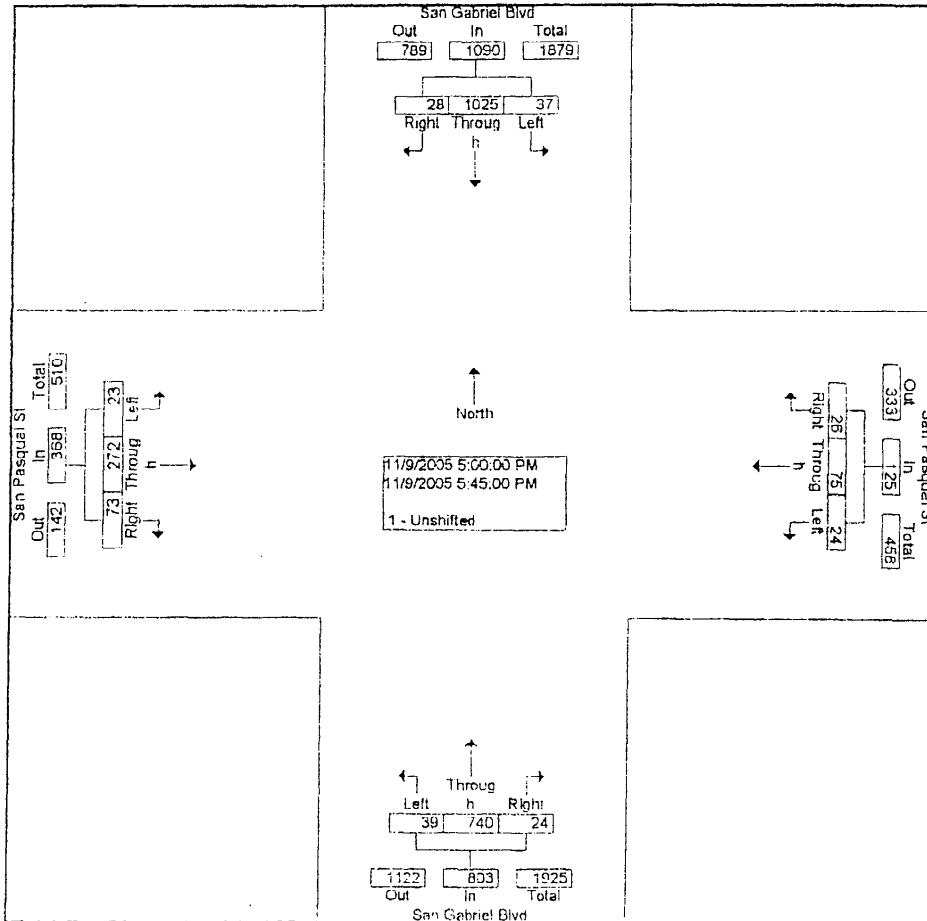 San Gabriel Blvd
Out In Total
789 1090 1879
28 1025 37
Right Throug Left
h
San Pasqual St
Total In Out
510 368 142
23 272 73
Left Throug Right
h
North
11/9/2005 5:00:00 PM
11/9/2005 5:45:00 PM
1 - Unshifted
Right Throug Left
h
26 75 24
Out In Total
333 125 458
San Pasqual St
Throug
Left h Right
39 740 24
1122 803 1925
Out In Total
San Gabriel Blvd